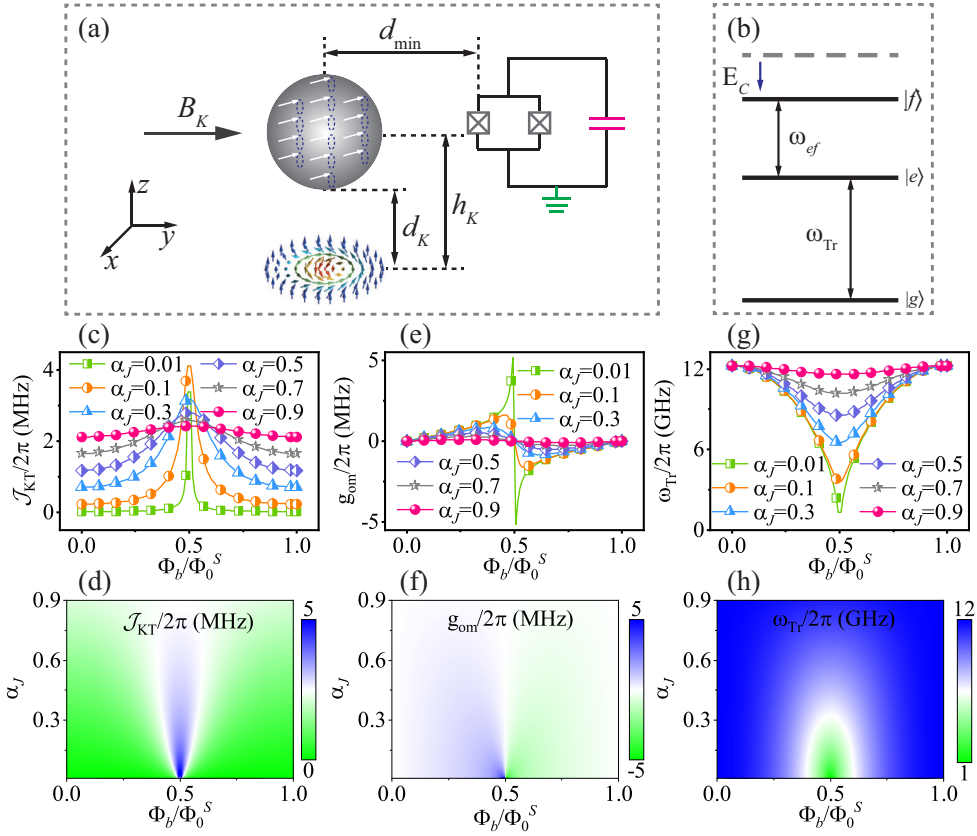 (a)
d_min
B_K
h_K
d_K
z
y
x
(b)
E_C
|f⟩
ω_ef
|e⟩
ω_Tr
|g⟩
(c)
α_J=0.01 α_J=0.5
α_J=0.1 α_J=0.7
α_J=0.3 α_J=0.9
𝒥_KT/2π (MHz)
4
2
0
0.0 0.5 1.0
Φ_b/Φ_0^S
(e)
α_J=0.01
α_J=0.1
α_J=0.3
α_J=0.5
α_J=0.7
α_J=0.9
g_om/2π (MHz)
5
0
-5
0.0 0.5 1.0
Φ_b/Φ_0^S
(g)
α_J=0.01 α_J=0.5
α_J=0.1 α_J=0.7
α_J=0.3 α_J=0.9
ω_Tr/2π (GHz)
12
6
0
0.0 0.5 1.0
Φ_b/Φ_0^S
(d)
𝒥_KT/2π (MHz)
α_J
0.9
0.6
0.3
0.0 0.5 1.0
Φ_b/Φ_0^S
5
0
(f)
g_om/2π (MHz)
α_J
0.9
0.6
0.3
0.0 0.5 1.0
Φ_b/Φ_0^S
5
-5
(h)
ω_Tr/2π (GHz)
α_J
0.9
0.6
0.3
0.0 0.5 1.0
Φ_b/Φ_0^S
12
1